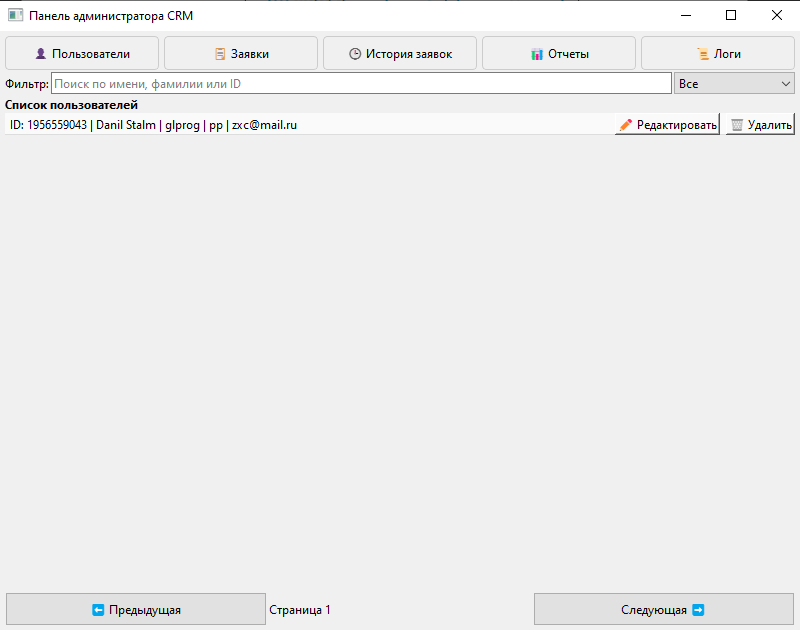 Панель администратора CRM
Пользователи Заявки История заявок Отчеты Логи
Фильтр: Поиск по имени, фамилии или ID Все
Список пользователей
ID: 1956559043 | Danil Stalm | glprog | pp | zxc@mail.ru Редактировать Удалить
Предыдущая Страница 1 Следующая